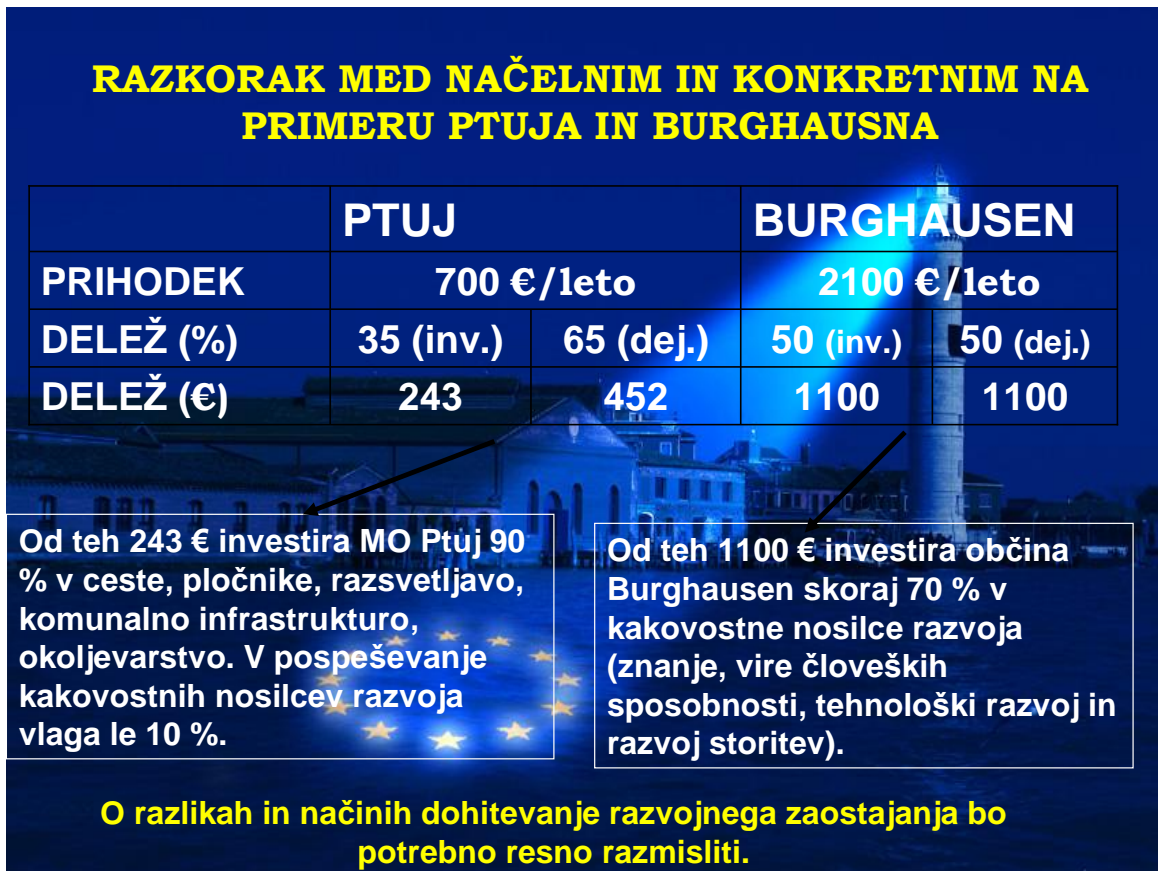 RAZKORAK MED NAČELNIM IN KONKRETNIM NA
PRIMERU PTUJA IN BURGHAUSNA
PTUJ BURGHAUSEN
PRIHODEK 700 €/leto 2100 €/leto
DELEŽ (%) 35 (inv.) 65 (dej.) 50 (inv.) 50 (dej.)
DELEŽ (€) 243 452 1100 1100
Od teh 243 € investira MO Ptuj 90
% v ceste, pločnike, razsvetljavo,
komunalno infrastrukturo,
okoljevarstvo. V pospeševanje
kakovostnih nosilcev razvoja
vlaga le 10 %.
Od teh 1100 € investira občina
Burghausen skoraj 70 % v
kakovostne nosilce razvoja
(znanje, vire človeških
sposobnosti, tehnološki razvoj in
razvoj storitev).
O razlikah in načinih dohitevanje razvojnega zaostajanja bo
potrebno resno razmisliti.